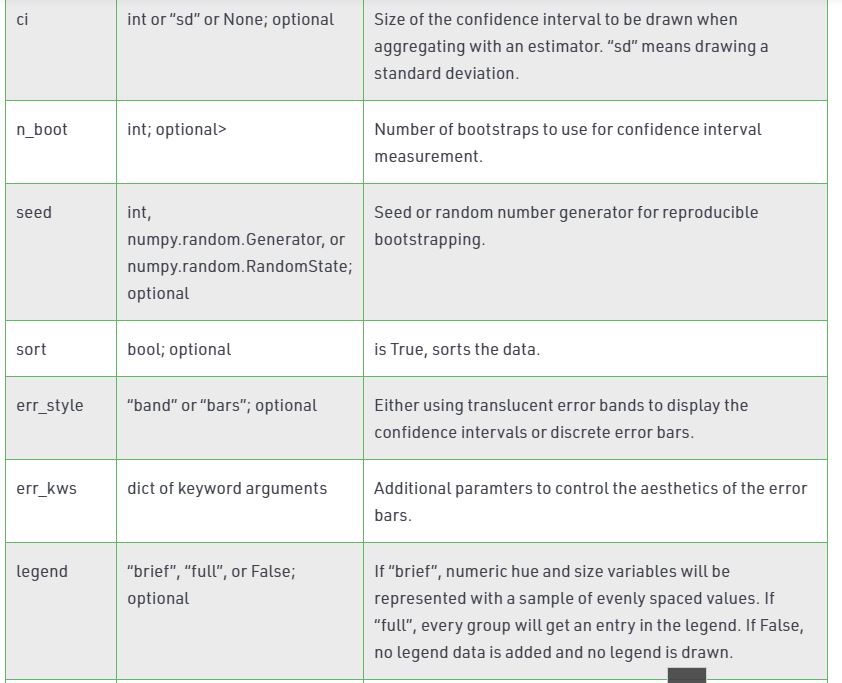 ci int or “sd” or None; optional Size of the confidence interval to be drawn when
aggregating with an estimator. “sd” means drawing a
standard deviation.
n_boot int; optional> Number of bootstraps to use for confidence interval
measurement.
seed int, Seed or random number generator for reproducible
numpy.random.Generator, or bootstrapping.
numpy.random.RandomState;
optional
sort bool; optional is True, sorts the data.
err_style “band” or “bars”; optional Either using translucent error bands to display the
confidence intervals or discrete error bars.
err_kws dict of keyword arguments Additional paramters to control the aesthetics of the error
bars.
legend “brief”, “full”, or False; If “brief”, numeric hue and size variables will be
optional represented with a sample of evenly spaced values. If
“full”, every group will get an entry in the legend. If False,
no legend data is added and no legend is drawn.